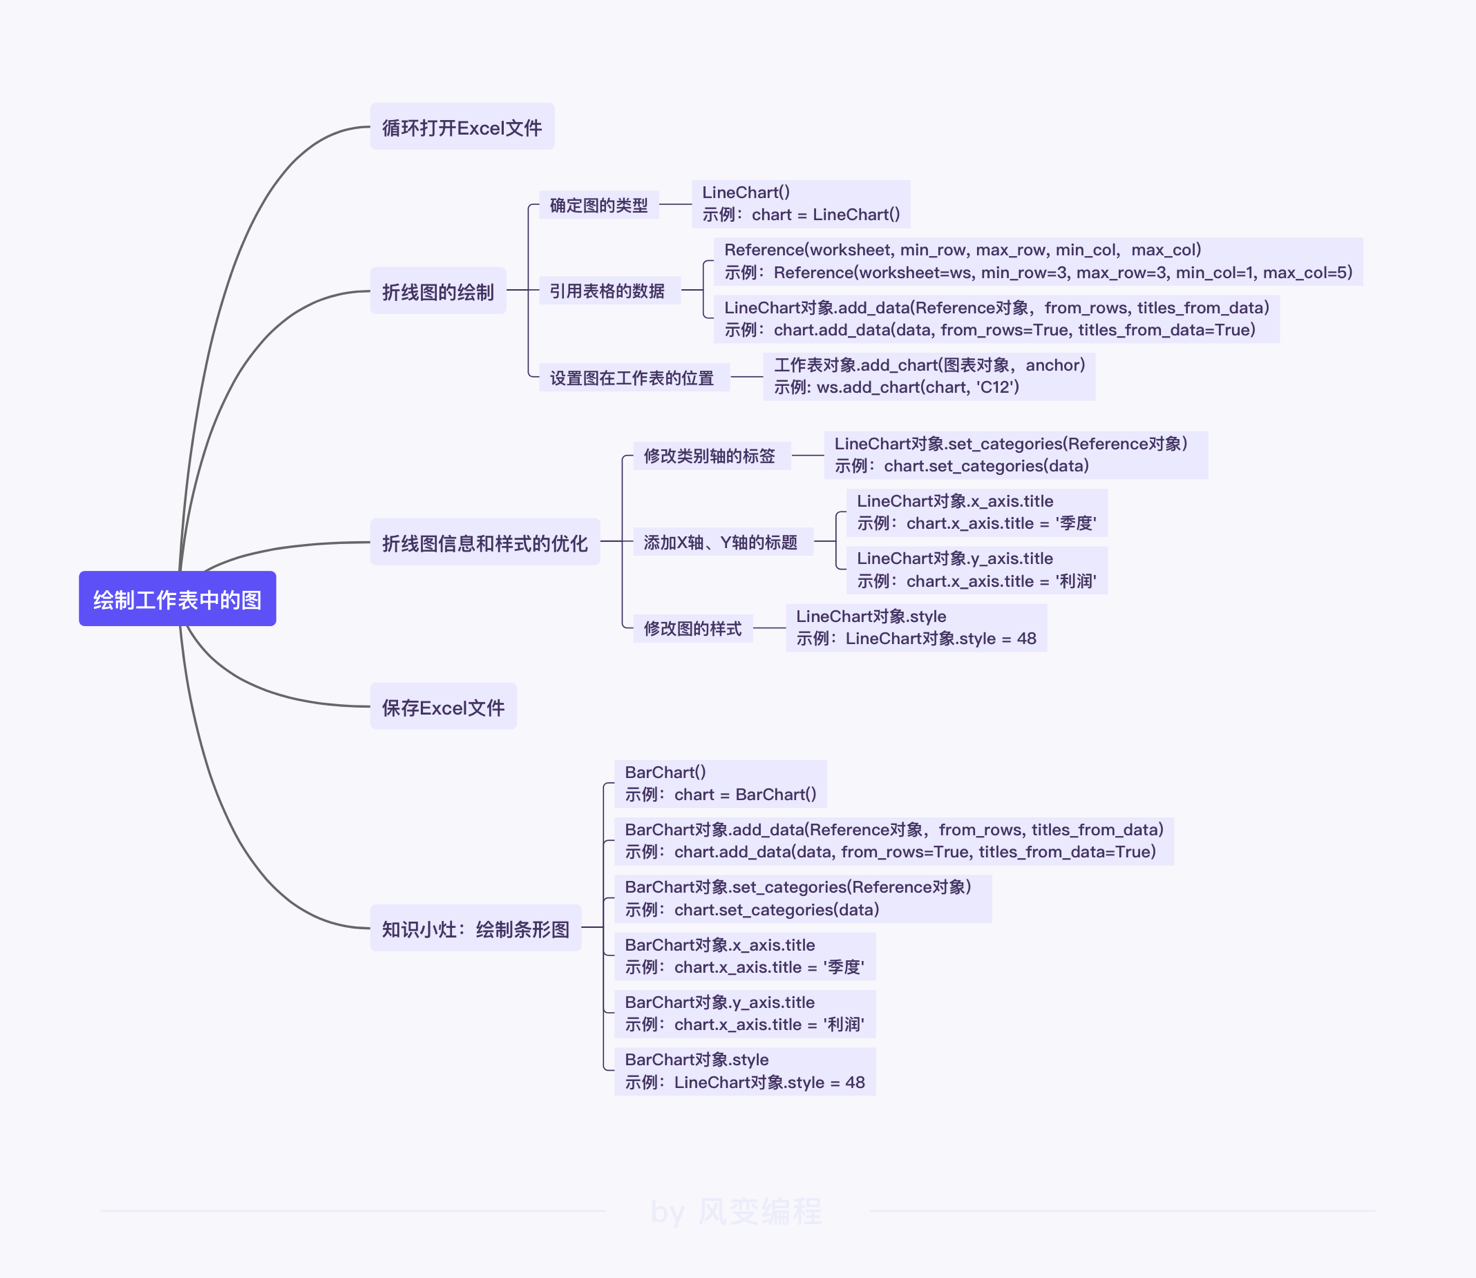 循环打开Excel文件
确定图的类型
LineChart()
示例：chart = LineChart()
折线图的绘制
引用表格的数据
Reference(worksheet, min_row, max_row, min_col，max_col)
示例：Reference(worksheet=ws, min_row=3, max_row=3, min_col=1, max_col=5)
LineChart对象.add_data(Reference对象，from_rows, titles_from_data)
示例：chart.add_data(data, from_rows=True, titles_from_data=True)
设置图在工作表的位置
工作表对象.add_chart(图表对象，anchor)
示例: ws.add_chart(chart, 'C12')
修改类别轴的标签
LineChart对象.set_categories(Reference对象)
示例：chart.set_categories(data)
折线图信息和样式的优化
添加X轴、Y轴的标题
LineChart对象.x_axis.title
示例：chart.x_axis.title = '季度'
LineChart对象.y_axis.title
示例：chart.x_axis.title = '利润'
修改图的样式
LineChart对象.style
示例：LineChart对象.style = 48
绘制工作表中的图
保存Excel文件
知识小灶：绘制条形图
BarChart()
示例：chart = BarChart()
BarChart对象.add_data(Reference对象，from_rows, titles_from_data)
示例：chart.add_data(data, from_rows=True, titles_from_data=True)
BarChart对象.set_categories(Reference对象)
示例：chart.set_categories(data)
BarChart对象.x_axis.title
示例：chart.x_axis.title = '季度'
BarChart对象.y_axis.title
示例：chart.x_axis.title = '利润'
BarChart对象.style
示例：LineChart对象.style = 48
by 风变编程